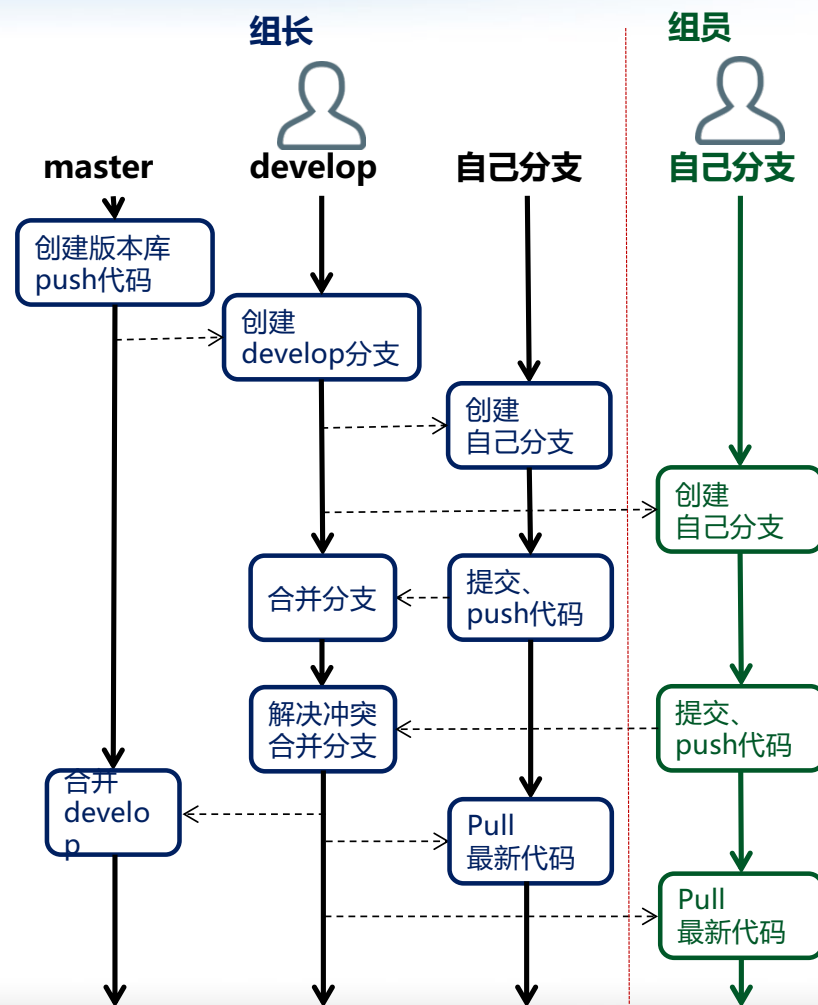 组长
组员
master
develop
自己分支
自己分支
创建版本库
push代码
创建
develop分支
创建
自己分支
创建
自己分支
合并分支
提交、
push代码
解决冲突
合并分支
提交、
push代码
合并
develo
p
Pull
最新代码
Pull
最新代码